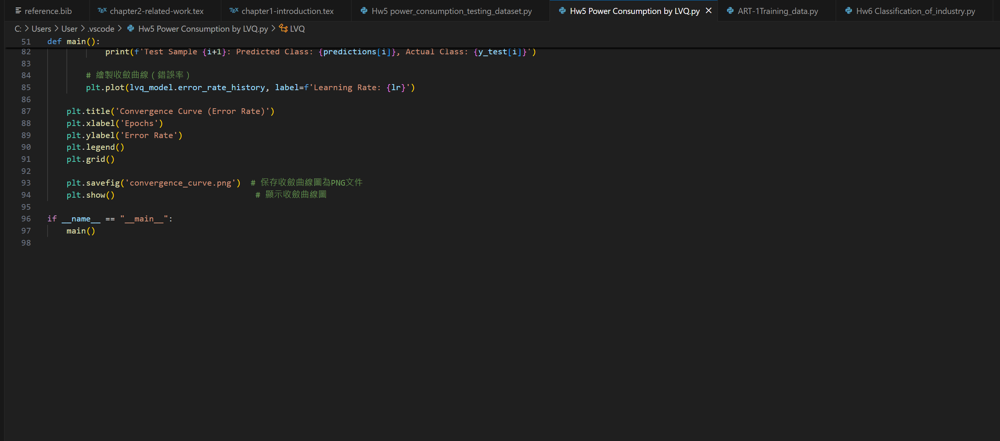 reference.bib chapter2-related-work.tex chapter1-introduction.tex Hw5 power_consumption_testing_dataset.py Hw5 Power Consumption by LVQ.py ART-1Training_data.py Hw6 Classification_of_industry.py
C: > Users > User > .vscode > Hw5 Power Consumption by LVQ.py > LVQ
51 def main():
82 print(f'Test Sample {i+1}: Predicted Class: {predictions[i]}, Actual Class: {y_test[i]}')
83
84 # 繪製收斂曲線（錯誤率）
85 plt.plot(lvq_model.error_rate_history, label=f'Learning Rate: {lr}')
86
87 plt.title('Convergence Curve (Error Rate)')
88 plt.xlabel('Epochs')
89 plt.ylabel('Error Rate')
90 plt.legend()
91 plt.grid()
92
93 plt.savefig('convergence_curve.png') # 保存收斂曲線圖為PNG文件
94 plt.show() # 顯示收斂曲線圖
95
96 if __name__ == "__main__":
97 main()
98